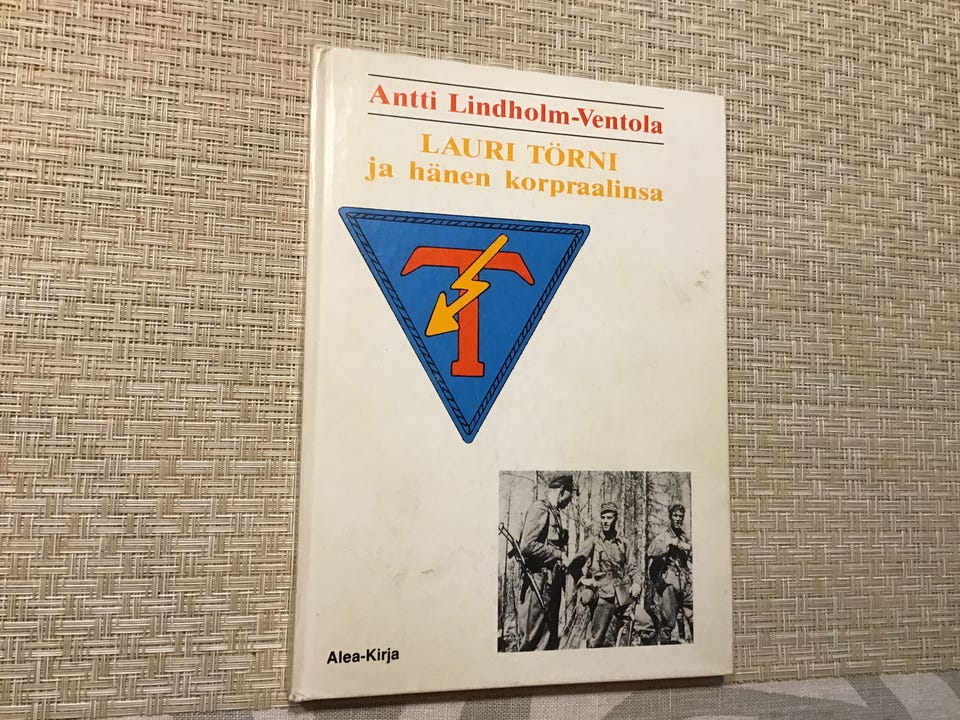 Antti Lindholm-Ventola
LAURI TÖRNI
ja hänen korpraalinsa
T
Alea-Kirja